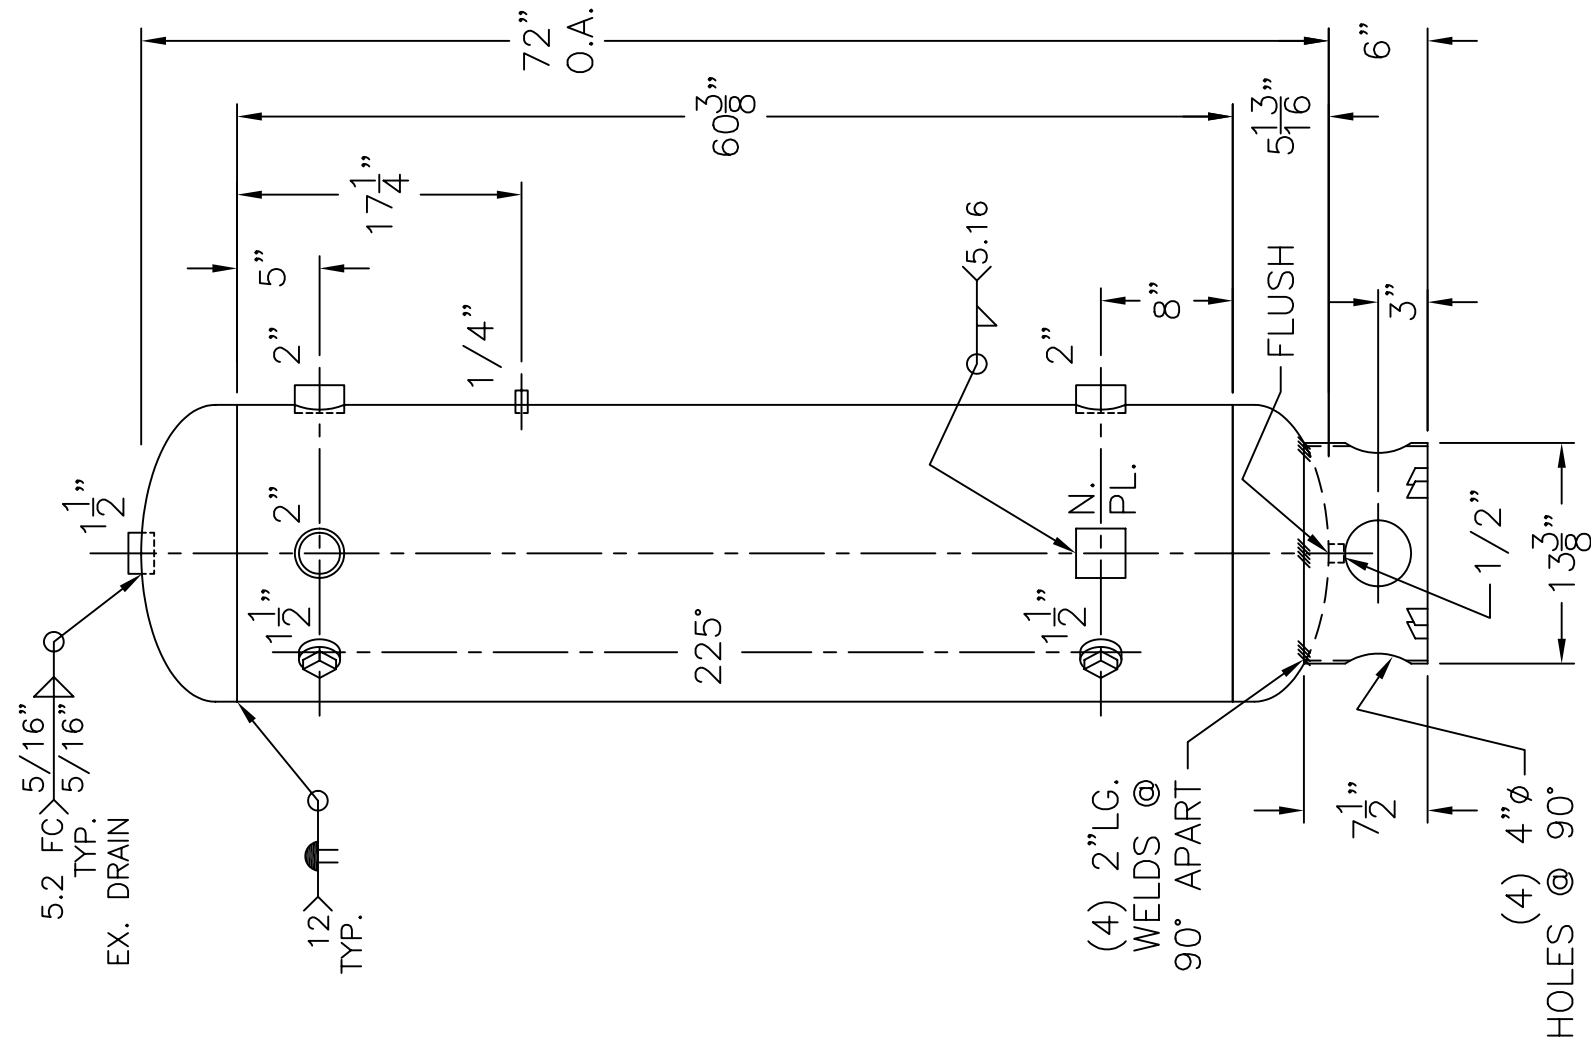 72"
O.A.
6"
60 3/8"
5 13/16"
17 1/4"
5"
5.16
FLUSH
8"
3"
2"
1/4"
2"
1 1/2"
2"
N.
PL.
1/2"
13 3/8"
1 1/2"
225°
1 1/2"
5.2 FC
5/16"
5/16"
TYP.
EX. DRAIN
12
TYP.
(4) 2"LG.
WELDS @
90° APART
7 1/2"
(4) 4"ø
HOLES @ 90°